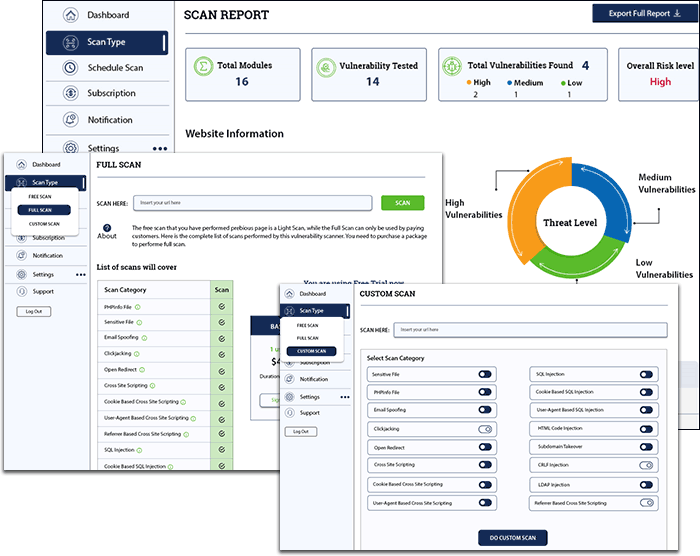 Dashboard
Scan Type
Schedule Scan
Subscription
Notification
Settings
SCAN REPORT
Export Full Report
Total Modules
16
Vulnerability Tested
14
Total Vulnerabilities Found 4
High Medium Low
2 1 1
Overall Risk level
High
Website Information
High
Vulnerabilities
Threat Level
Medium
Vulnerabilities
Low
Vulnerabilities
Dashboard
Scan Type
FREE SCAN
FULL SCAN
CUSTOM SCAN
Subscription
Notification
Settings
Support
Log Out
FULL SCAN
SCAN HERE: Insert your url here SCAN
About
The free scan that you have performed prebious page is a Light Scan, while the Full Scan can only be used by paying
customers. Here is the complete list of scans performed by this vulnerability scanner. You need to purchase a package
to performe full scan.
List of scans will cover
You are using Free Trial now
Scan Category Scan
PHPInfo File
Sensitive File
Email Spoofing
Clickjacking
Open Redirect
Cross Site Scripting
Cookie Based Cross Site Scripting
User-Agent Based Cross Site Scripting
Referrer Based Cross Site Scripting
SQL Injection
Cookie Based SQL Injection
Dashboard
Scan Type
FREE SCAN
FULL SCAN
CUSTOM SCAN
Subscription
Notification
Settings
Support
Log Out
CUSTOM SCAN
SCAN HERE: Insert your url here
Select Scan Category
Sensitive File
PHPInfo File
Email Spoofing
Clickjacking
Open Redirect
Cross Site Scripting
Cookie Based Cross Site Scripting
User-Agent Based Cross Site Scripting
SQL Injection
Cookie Based SQL Injection
User-Agent Based SQL Injection
HTML Code Injection
Subdomain Takeover
CRLF Injection
LDAP Injection
Referrer Based Cross Site Scripting
DO CUSTOM SCAN